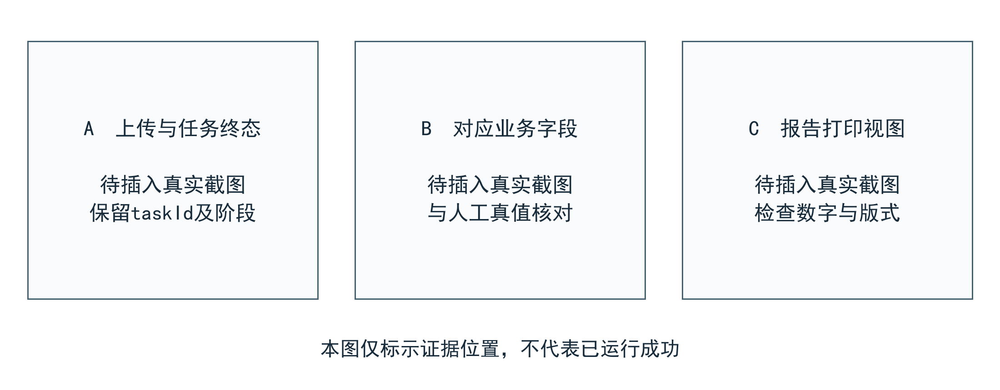 A 上传与任务终态
待插入真实截图
保留taskId及阶段
B 对应业务字段
待插入真实截图
与人工真值核对
C 报告打印视图
待插入真实截图
检查数字与版式
本图仅标示证据位置，不代表已运行成功